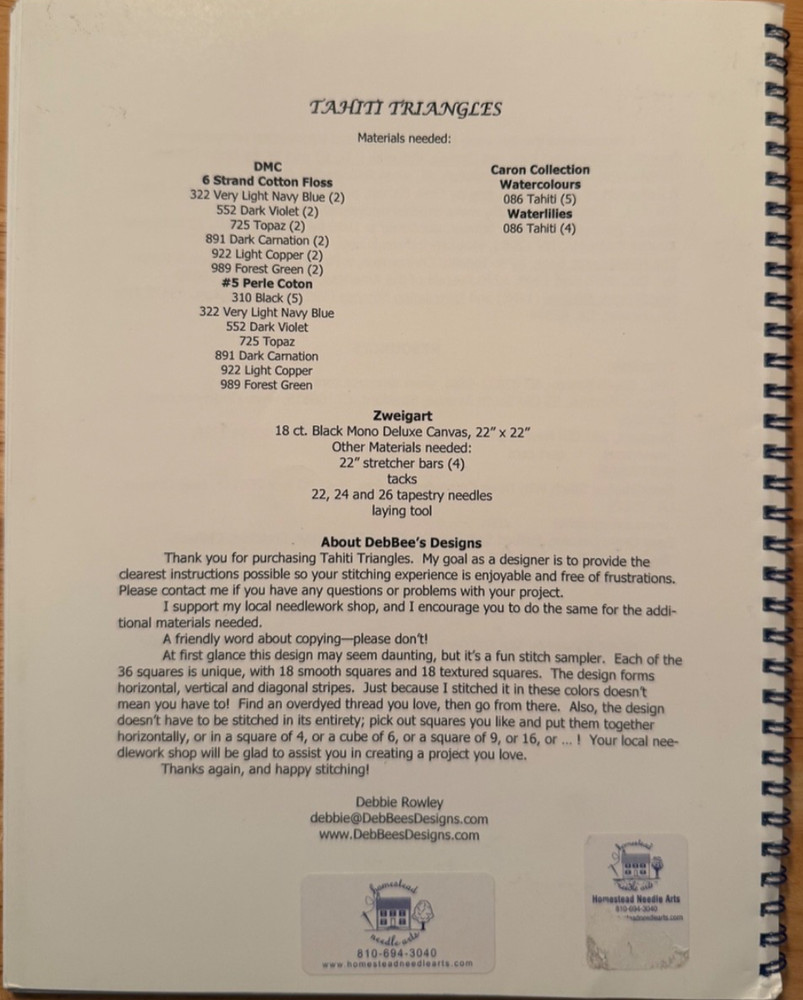 TAHITI TRIANGLES
Materials needed:
DMC
6 Strand Cotton Floss
322 Very Light Navy Blue (2)
552 Dark Violet (2)
725 Topaz (2)
891 Dark Carnation (2)
922 Light Copper (2)
989 Forest Green (2)
#5 Perle Coton
310 Black (5)
322 Very Light Navy Blue
552 Dark Violet
725 Topaz
891 Dark Carnation
922 Light Copper
989 Forest Green
Caron Collection
Watercolours
086 Tahiti (5)
Waterlilies
086 Tahiti (4)
Zweigart
18 ct. Black Mono Deluxe Canvas, 22” x 22”
Other Materials needed:
22” stretcher bars (4)
tacks
22, 24 and 26 tapestry needles
laying tool
About DebBee’s Designs
Thank you for purchasing Tahiti Triangles. My goal as a designer is to provide the
clearest instructions possible so your stitching experience is enjoyable and free of frustrations.
Please contact me if you have any questions or problems with your project.
I support my local needlework shop, and I encourage you to do the same for the addi-
tional materials needed.
A friendly word about copying—please don’t!
At first glance this design may seem daunting, but it’s a fun stitch sampler. Each of the
36 squares is unique, with 18 smooth squares and 18 textured squares. The design forms
horizontal, vertical and diagonal stripes. Just because I stitched it in these colors doesn’t
mean you have to! Find an overdyed thread you love, then go from there. Also, the design
doesn’t have to be stitched in its entirety; pick out squares you like and put them together
horizontally, or in a square of 4, or a cube of 6, or a square of 9, or 16, or ... ! Your local nee-
dlework shop will be glad to assist you in creating a project you love.
Thanks again, and happy stitching!
Debbie Rowley
debbie@DebBeesDesigns.com
www.DebBeesDesigns.com
homestead
needle arts
810-694-3040
www.homesteadneedlearts.com
homestead
needle arts
Homestead Needle Arts
810-694-3040